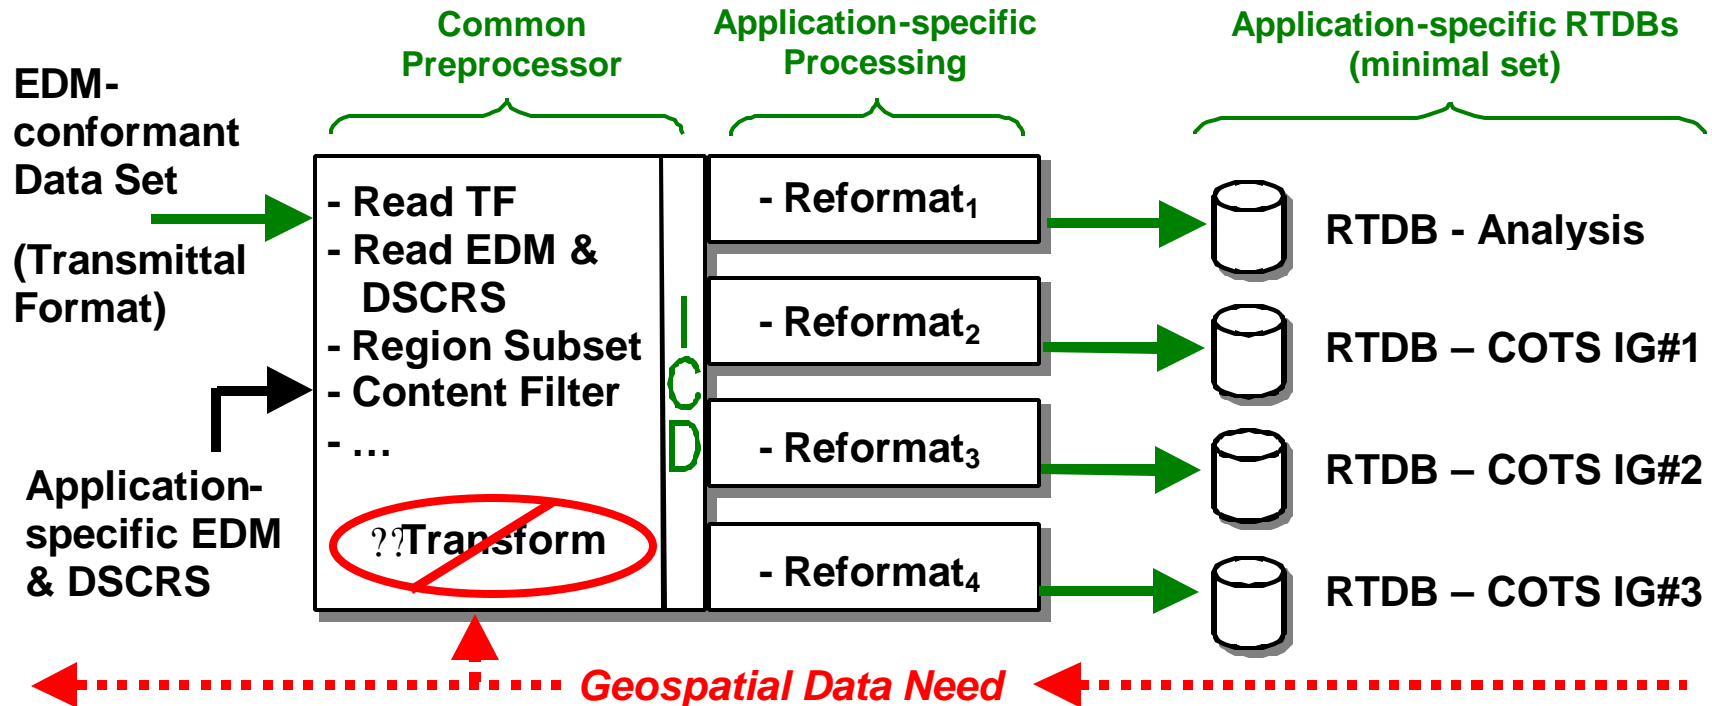 Common
Preprocessor
Application-specific
Processing
Application-specific RTDBs
(minimal set)
EDM-
conformant
Data Set
(Transmittal
Format)
Application-
specific EDM
& DSCRS
- Read TF
- Read EDM &
DSCRS
- Region Subset
- Content Filter
- …
??Transform
I
C
D
- Reformat1
- Reformat2
- Reformat3
- Reformat4
RTDB - Analysis
RTDB – COTS IG#1
RTDB – COTS IG#2
RTDB – COTS IG#3
Geospatial Data Need